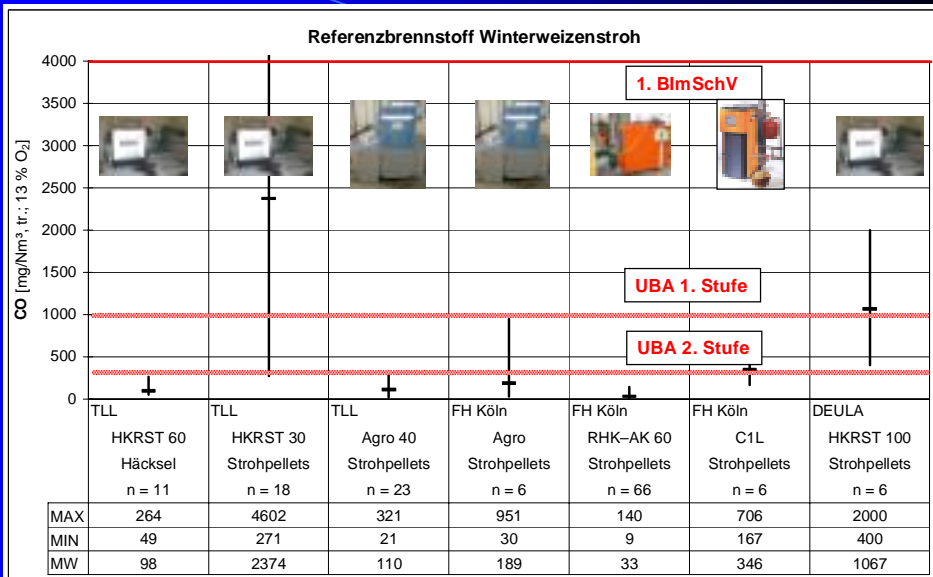 Referenzbrennstoff Winterweizenstroh
CO [mg/Nm³, tr.; 13 % O₂]
4000
3500
3000
2500
2000
1500
1000
500
0
1. BImSchV
UBA 1. Stufe
UBA 2. Stufe
TLL TLL TLL FH Köln FH Köln FH Köln DEULA
HKRST 60 HKRST 30 Agro 40 Agro RHK–AK 60 C1L HKRST 100
Häcksel Strohpellets Strohpellets Strohpellets Strohpellets Strohpellets Strohpellets
n = 11 n = 18 n = 23 n = 6 n = 66 n = 6 n = 6
MAX 264 4602 321 951 140 706 2000
MIN 49 271 21 30 9 167 400
MW 98 2374 110 189 33 346 1067